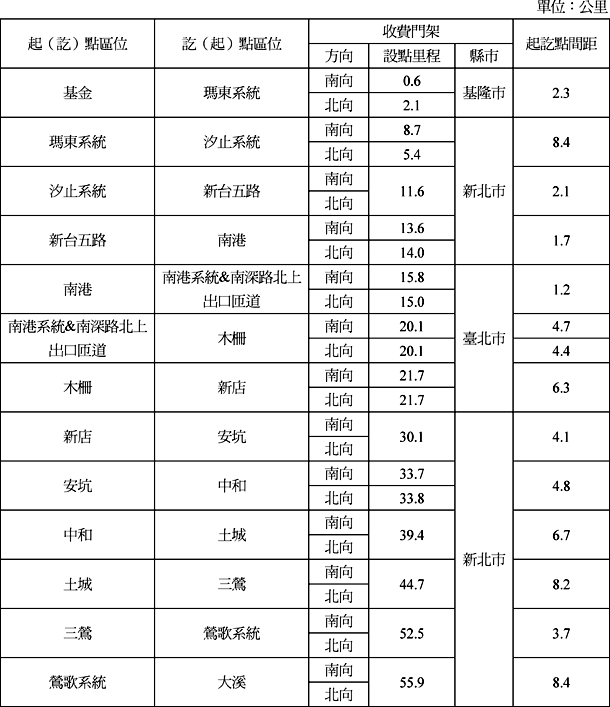 單位：公里
起（訖）點區位 訖（起）點區位 收費門架 起訖點間距
方向 設點里程 縣市
基金 瑪東系統 南向 0.6 基隆市 2.3
北向 2.1
瑪東系統 汐止系統 南向 8.7 新北市 8.4
北向 5.4
汐止系統 新台五路 南向 11.6 2.1
北向
新台五路 南港 南向 13.6 1.7
北向 14.0
南港 南港系統&南深路北上 南向 15.8 臺北市 1.2
出口匝道 北向 15.0
南港系統&南深路北上 木柵 南向 20.1 4.7
出口匝道 北向 20.1 4.4
木柵 新店 南向 21.7 6.3
北向 21.7
新店 安坑 南向 30.1 新北市 4.1
北向
安坑 中和 南向 33.7 4.8
北向 33.8
中和 土城 南向 39.4 6.7
北向
土城 三鶯 南向 44.7 8.2
北向
三鶯 鶯歌系統 南向 52.5 3.7
北向
鶯歌系統 大溪 南向 55.9 8.4
北向